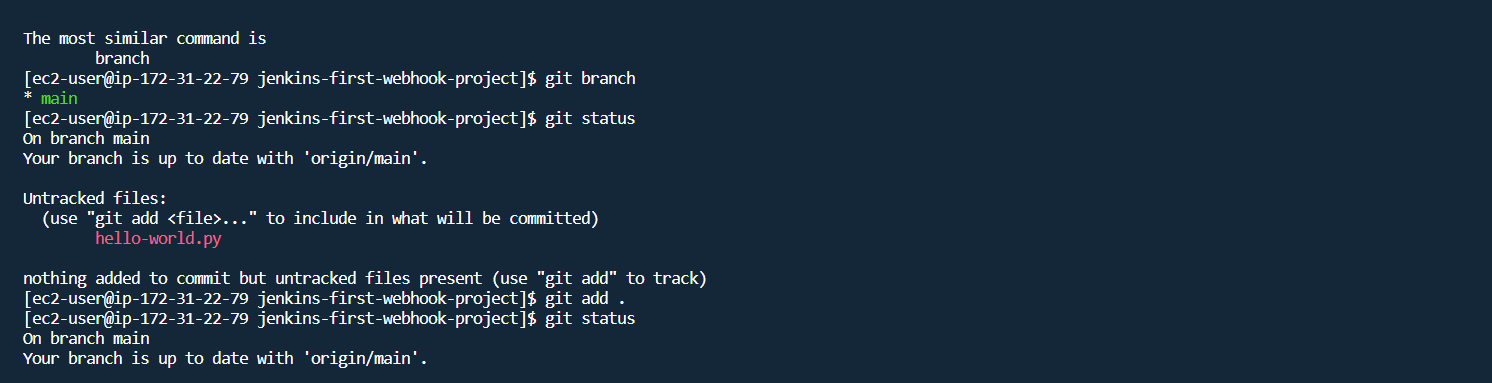 The most similar command is
        branch
[ec2-user@ip-172-31-22-79 jenkins-first-webhook-project]$ git branch
* main
[ec2-user@ip-172-31-22-79 jenkins-first-webhook-project]$ git status
On branch main
Your branch is up to date with 'origin/main'.

Untracked files:
  (use "git add <file>..." to include in what will be committed)
        hello-world.py

nothing added to commit but untracked files present (use "git add" to track)
[ec2-user@ip-172-31-22-79 jenkins-first-webhook-project]$ git add .
[ec2-user@ip-172-31-22-79 jenkins-first-webhook-project]$ git status
On branch main
Your branch is up to date with 'origin/main'.